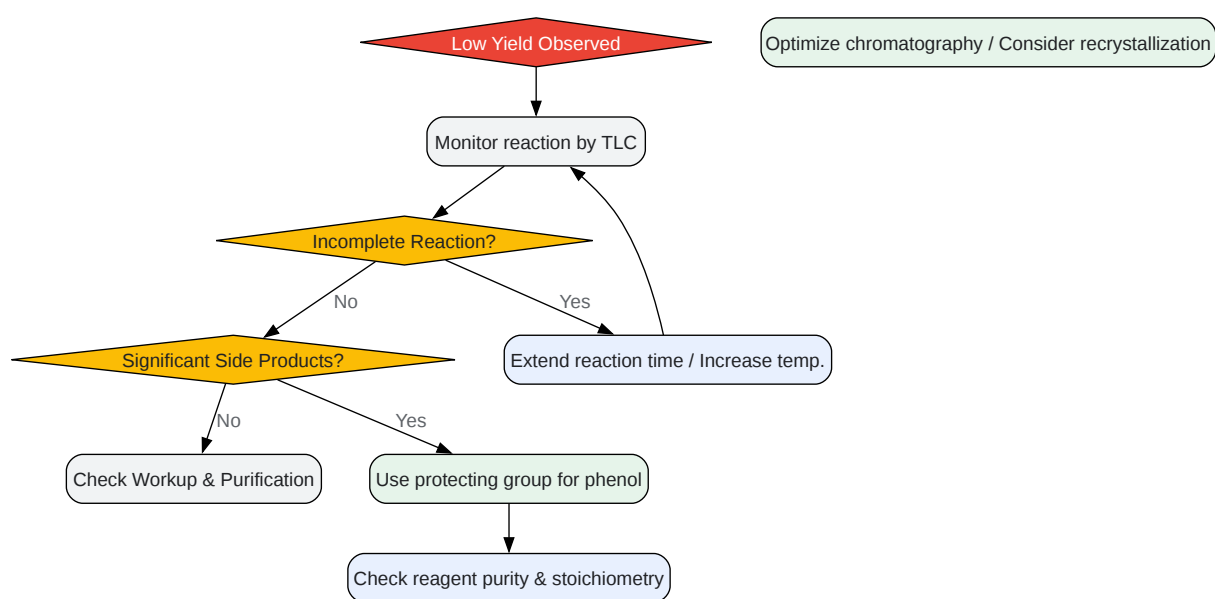 Low Yield Observed
Optimize chromatography / Consider recrystallization
Monitor reaction by TLC
Incomplete Reaction?
No
Yes
Significant Side Products?
Extend reaction time / Increase temp.
No
Yes
Check Workup & Purification
Use protecting group for phenol
Check reagent purity & stoichiometry